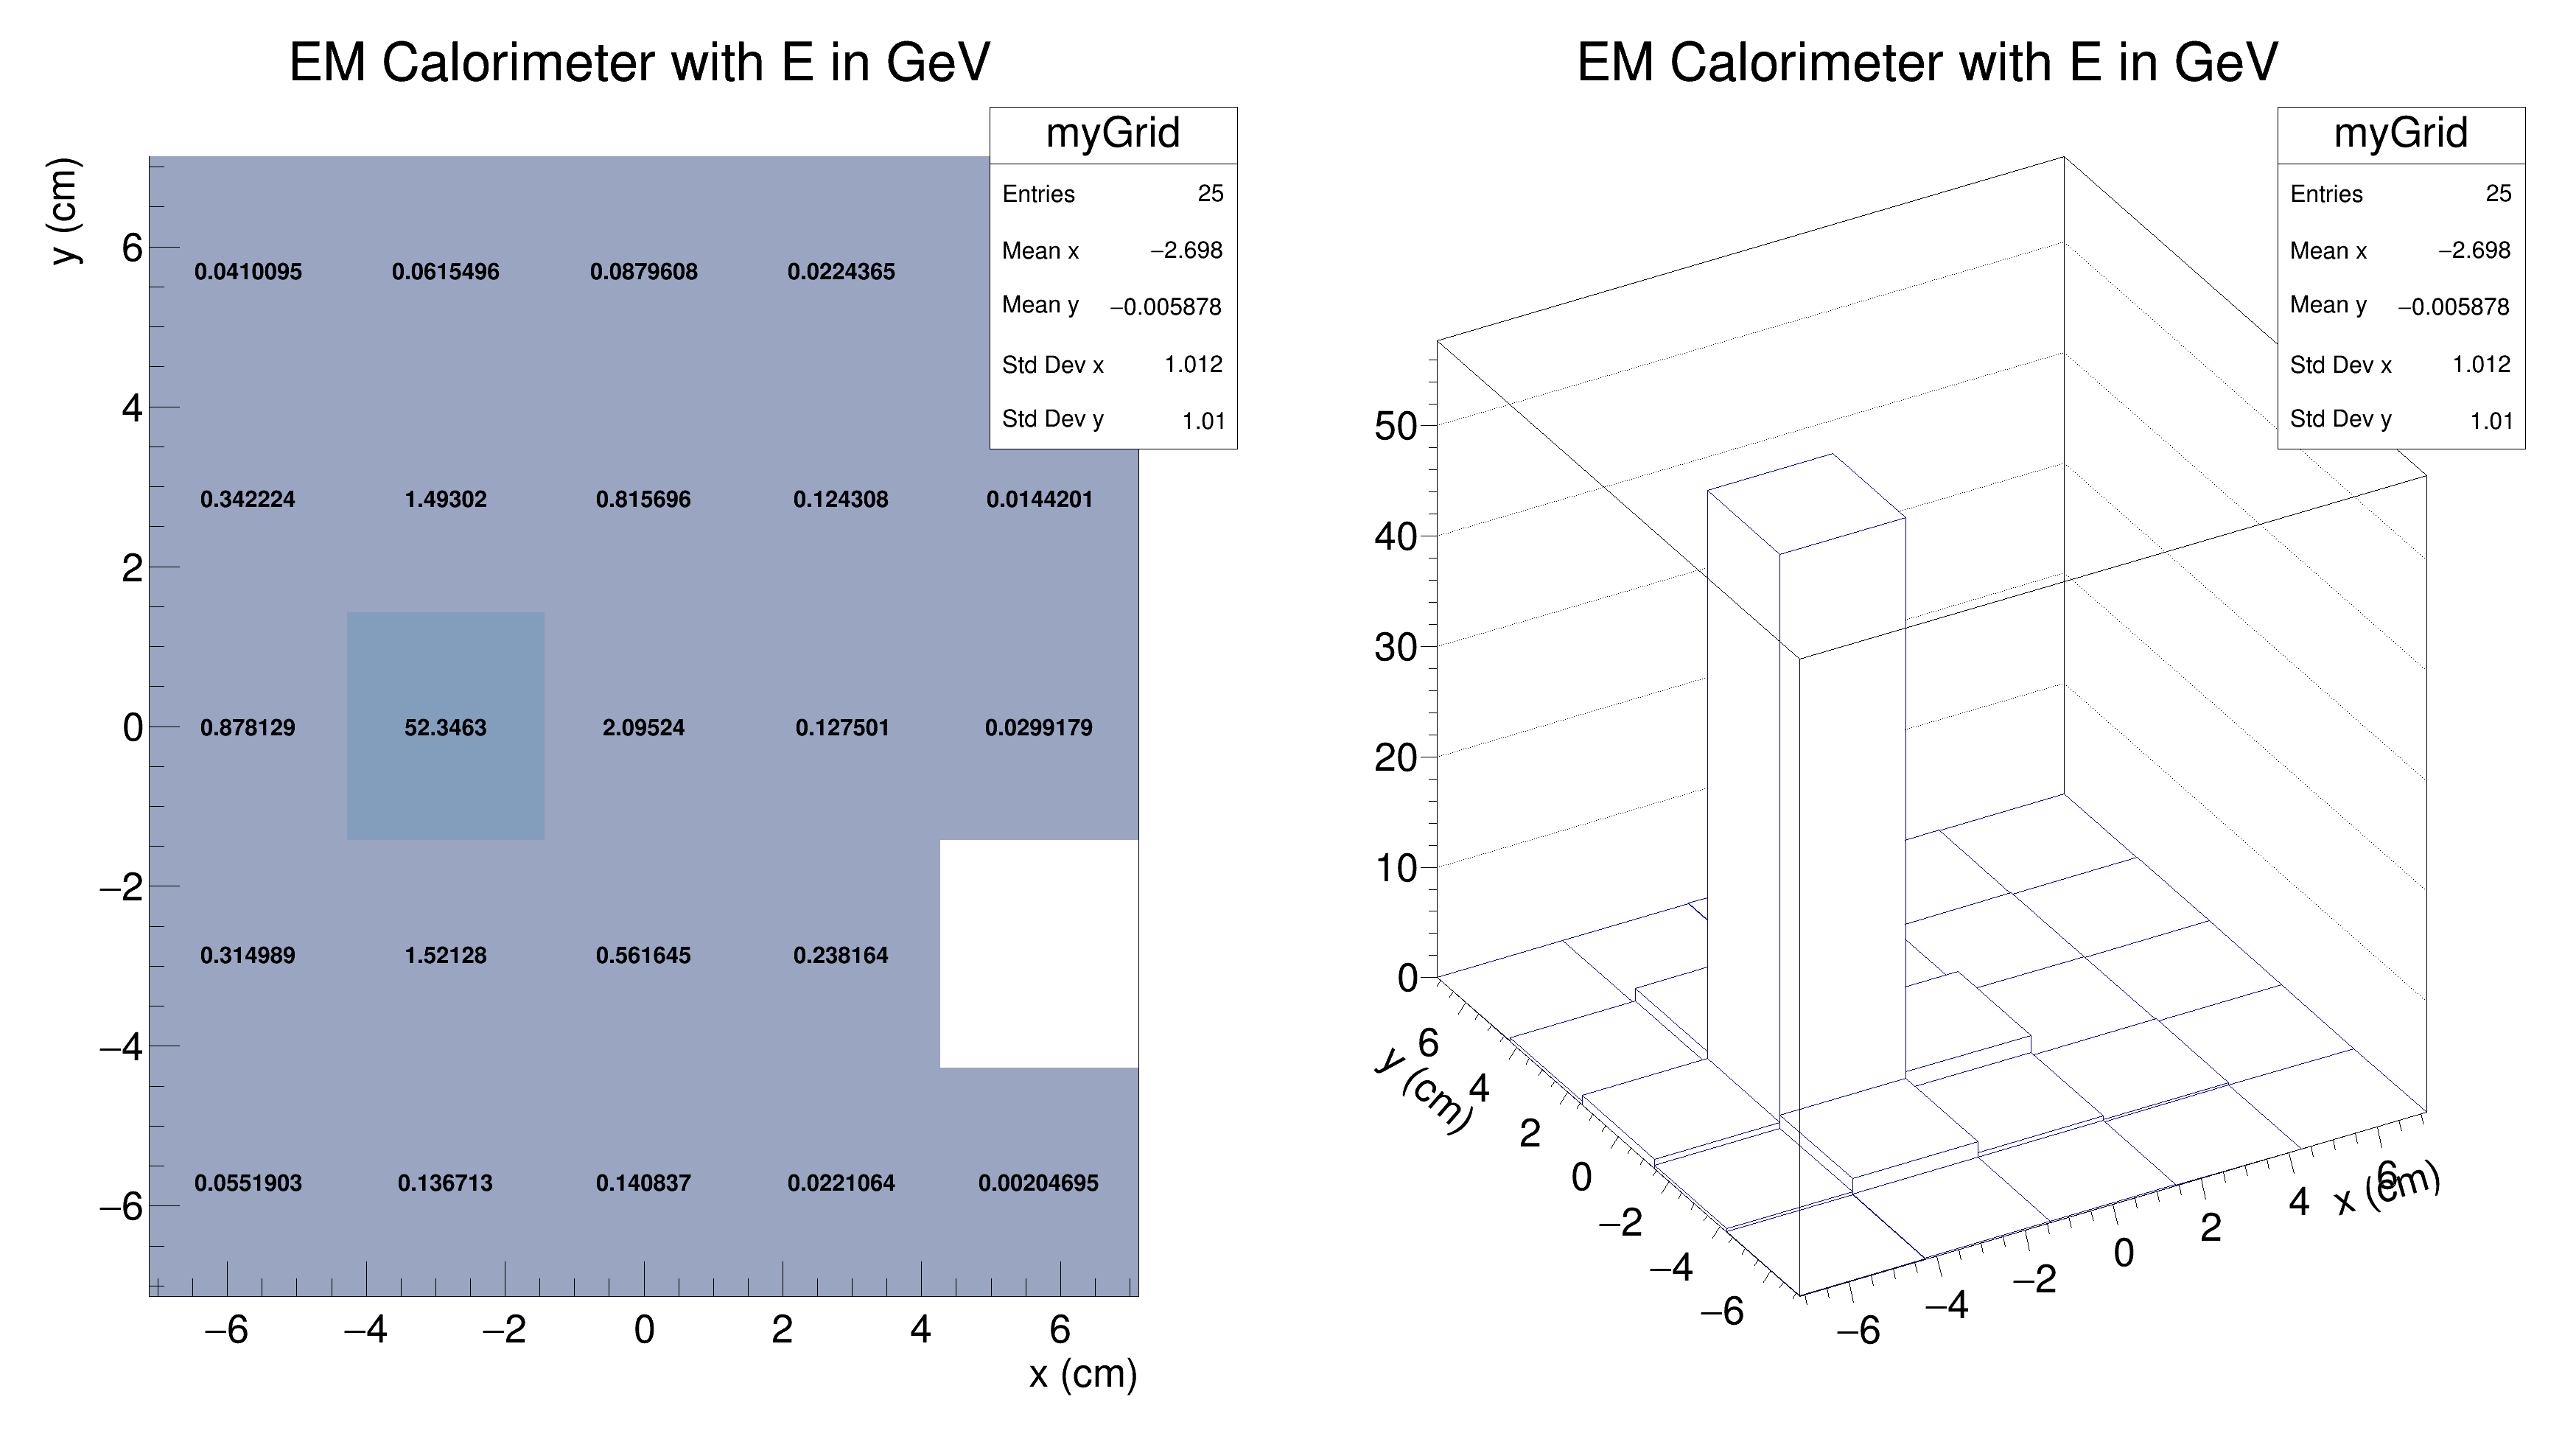 EM Calorimeter with E in GeV
myGrid
Entries 25
Mean x −2.698
Mean y −0.005878
Std Dev x 1.012
Std Dev y 1.01
y (cm)
6
4
2
0
−2
−4
−6
0.0410095 0.0615496 0.0879608 0.0224365
0.342224 1.49302 0.815696 0.124308 0.0144201
0.878129 52.3463 2.09524 0.127501 0.0299179
0.314989 1.52128 0.561645 0.238164
0.0551903 0.136713 0.140837 0.0221064 0.00204695
−6 −4 −2 0 2 4 6
x (cm)
EM Calorimeter with E in GeV
myGrid
Entries 25
Mean x −2.698
Mean y −0.005878
Std Dev x 1.012
Std Dev y 1.01
50
40
30
20
10
0
6
4
2
0
−2
−4
−6
y (cm)
−6 −4 −2 0 2 4 6
x (cm)